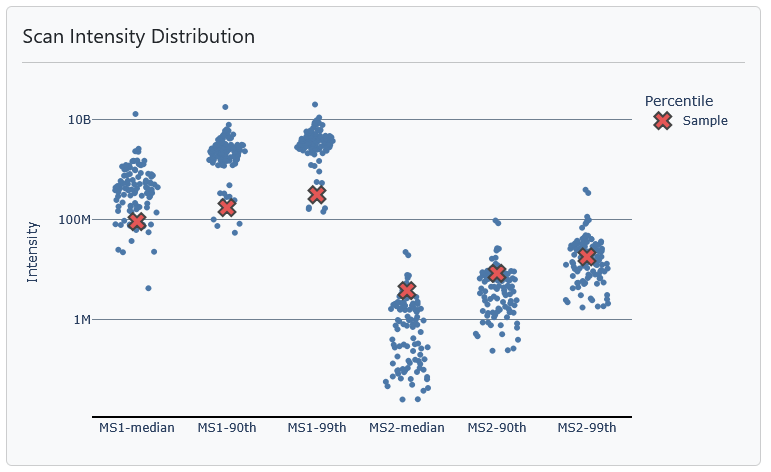 Scan Intensity Distribution
Percentile
Sample
10B
100M
1M
Intensity
MS1-median
MS1-90th
MS1-99th
MS2-median
MS2-90th
MS2-99th